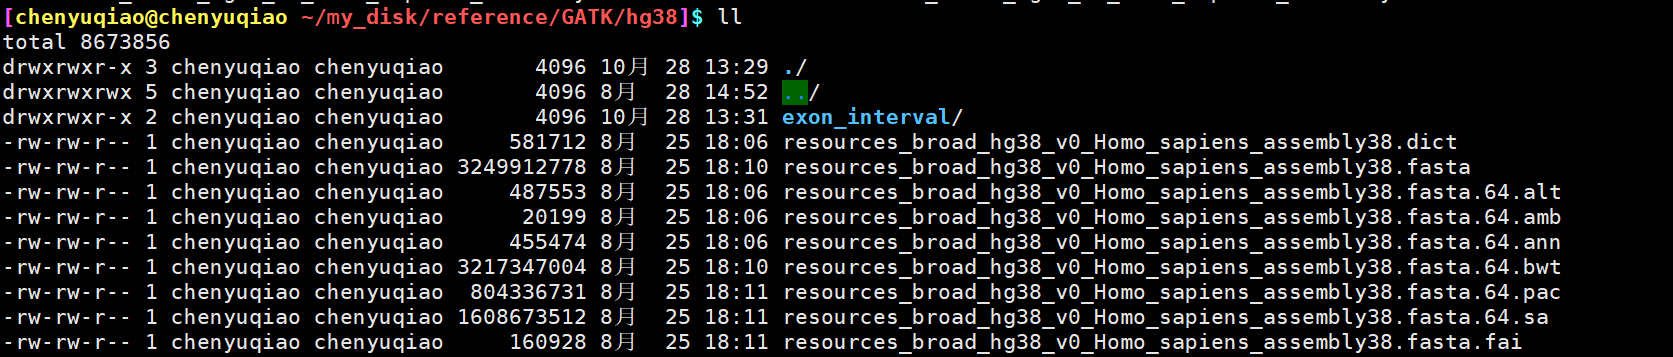 [chenyuqiao@chenyuqiao ~/my_disk/reference/GATK/hg38]$ ll
total 8673856
drwxrwxr-x 3 chenyuqiao chenyuqiao       4096 10月 28 13:29 ./
drwxrwxrwx 5 chenyuqiao chenyuqiao       4096 8月  28 14:52 ../
drwxrwxr-x 2 chenyuqiao chenyuqiao       4096 10月 28 13:31 exon_interval/
-rw-rw-r-- 1 chenyuqiao chenyuqiao     581712 8月  25 18:06 resources_broad_hg38_v0_Homo_sapiens_assembly38.dict
-rw-rw-r-- 1 chenyuqiao chenyuqiao 3249912778 8月  25 18:10 resources_broad_hg38_v0_Homo_sapiens_assembly38.fasta
-rw-rw-r-- 1 chenyuqiao chenyuqiao     487553 8月  25 18:06 resources_broad_hg38_v0_Homo_sapiens_assembly38.fasta.64.alt
-rw-rw-r-- 1 chenyuqiao chenyuqiao      20199 8月  25 18:06 resources_broad_hg38_v0_Homo_sapiens_assembly38.fasta.64.amb
-rw-rw-r-- 1 chenyuqiao chenyuqiao     455474 8月  25 18:06 resources_broad_hg38_v0_Homo_sapiens_assembly38.fasta.64.ann
-rw-rw-r-- 1 chenyuqiao chenyuqiao 3217347004 8月  25 18:10 resources_broad_hg38_v0_Homo_sapiens_assembly38.fasta.64.bwt
-rw-rw-r-- 1 chenyuqiao chenyuqiao  804336731 8月  25 18:11 resources_broad_hg38_v0_Homo_sapiens_assembly38.fasta.64.pac
-rw-rw-r-- 1 chenyuqiao chenyuqiao 1608673512 8月  25 18:11 resources_broad_hg38_v0_Homo_sapiens_assembly38.fasta.64.sa
-rw-rw-r-- 1 chenyuqiao chenyuqiao     160928 8月  25 18:11 resources_broad_hg38_v0_Homo_sapiens_assembly38.fasta.fai